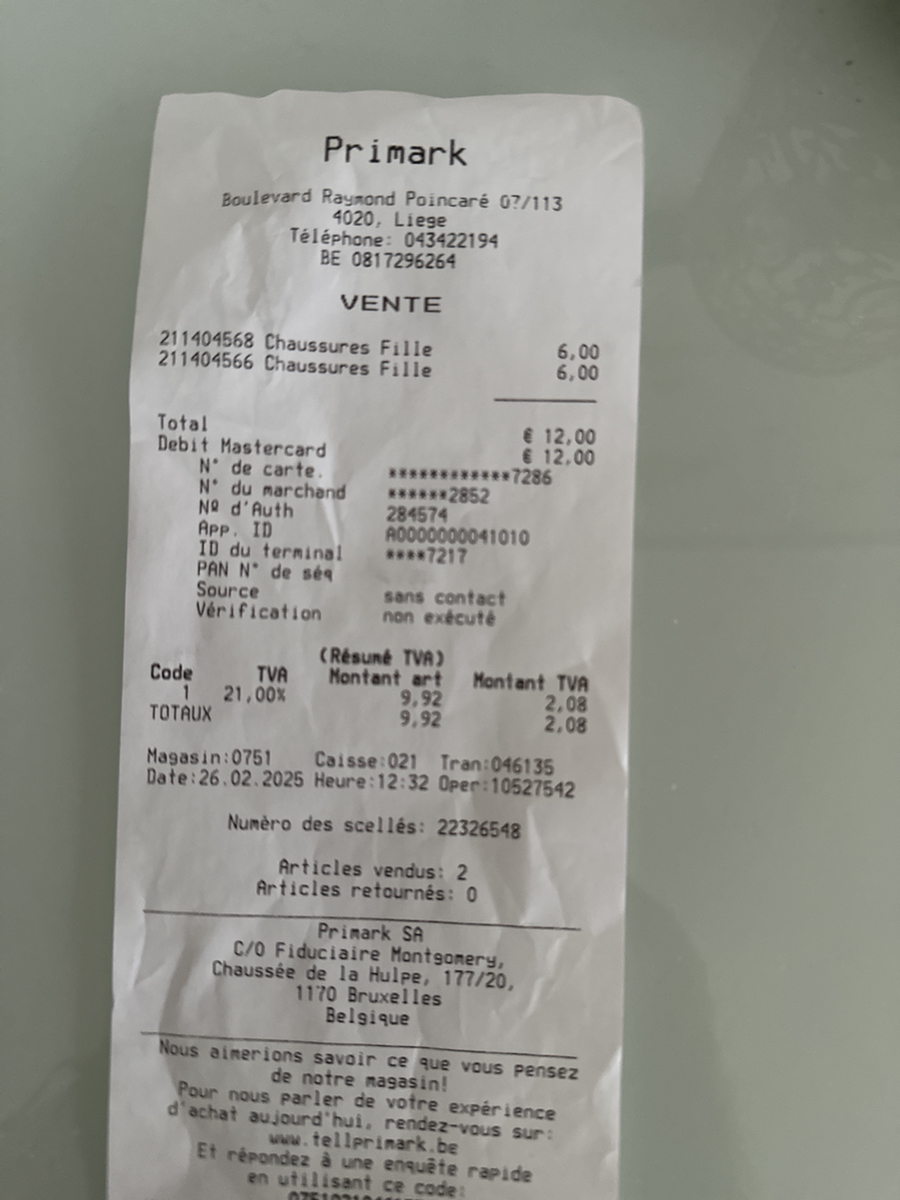 Primark
Boulevard Raymond Poincaré 07/113
4020, Liege
Téléphone: 043422194
BE 0817296264
VENTE
211404568 Chaussures Fille 6,00
211404566 Chaussures Fille 6,00
Total € 12,00
Debit Mastercard € 12,00
N° de carte. ************7286
N° du marchand ******2852
Nº d'Auth 284574
App. ID A0000000041010
ID du terminal ****7217
PAN N° de séq
Source sans contact
Vérification non exécuté
(Résumé TVA)
Code TVA Montant art Montant TVA
1 21,00% 9,92 2,08
TOTAUX 9,92 2,08
Magasin:0751 Caisse:021 Tran:046135
Date:26.02.2025 Heure:12:32 Oper:10527542
Numèro des scellés: 22326548
Articles vendus: 2
Articles retournés: 0
Primark SA
C/O Fiduciaire Montgomery,
Chaussée de la Hulpe, 177/20,
1170 Bruxelles
Belgique
Nous aimerions savoir ce que vous pensez
de notre magasin!
Pour nous parler de votre expérience
d'achat aujourd'hui, rendez-vous sur:
www.tellprimark.be
Et répondez à une enquête rapide
en utilisant ce code: